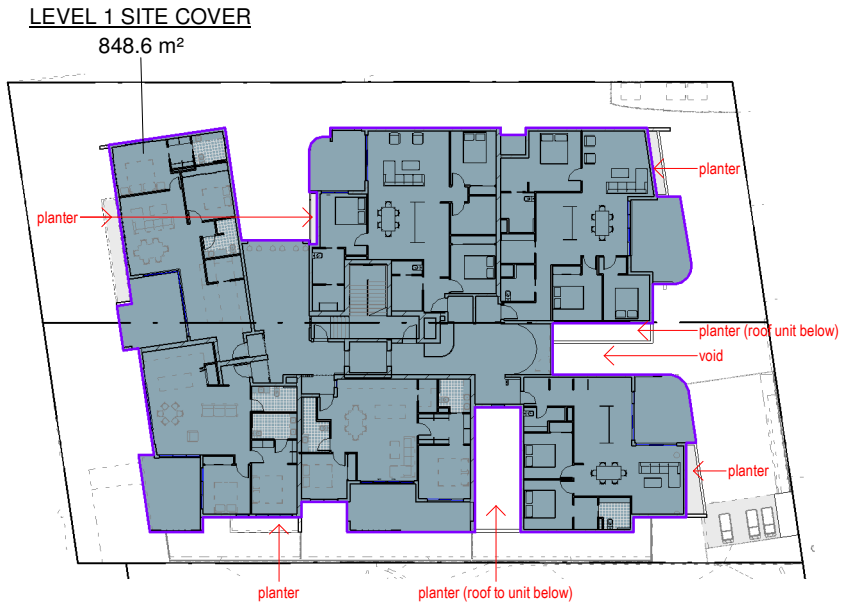 LEVEL 1 SITE COVER
848.6 m²
planter
planter
planter (roof unit below)
void
planter
planter
planter (roof to unit below)